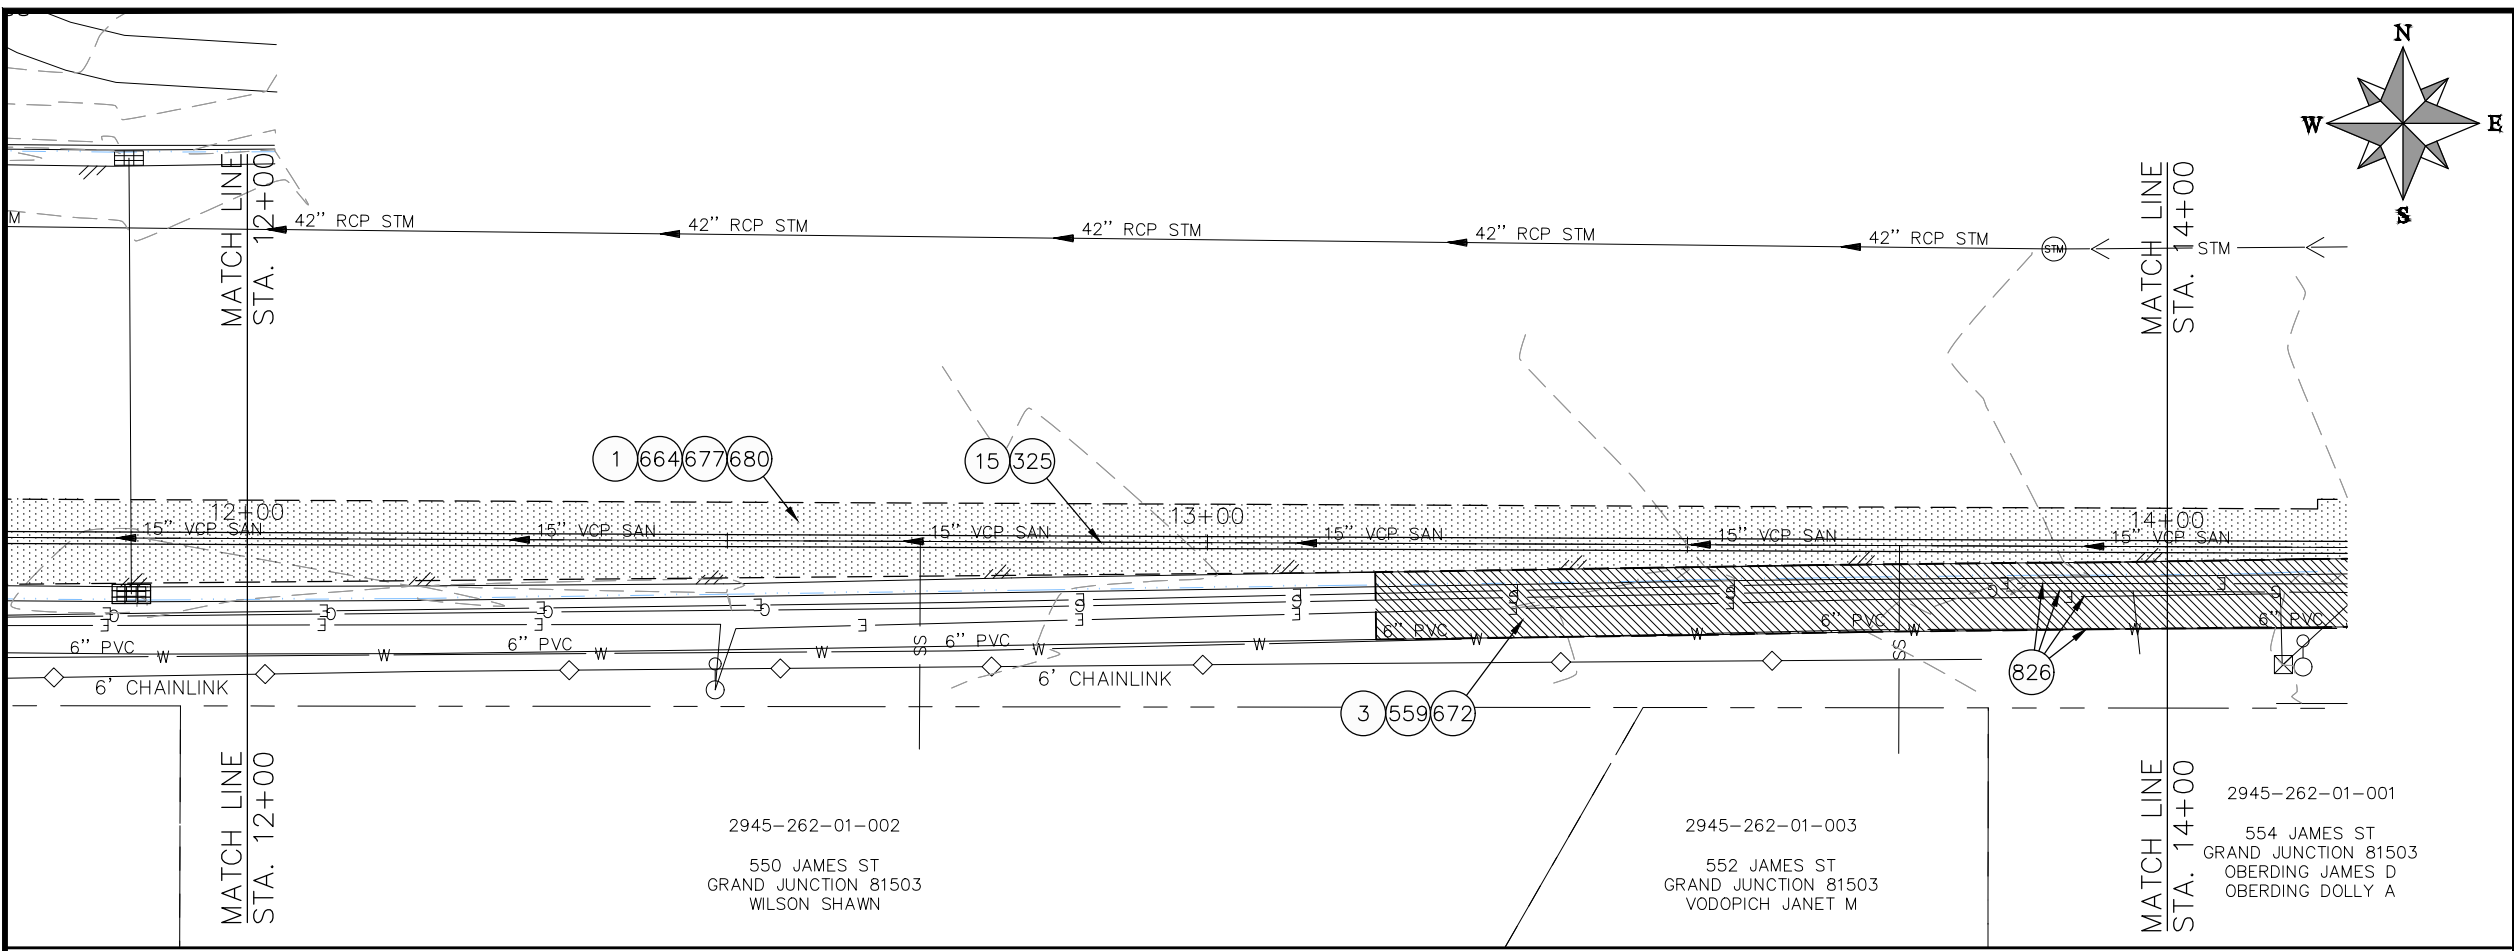 N
W
E
S
MATCH LINE
STA. 12+00
MATCH LINE
STA. 14+00
M
42’’ RCP STM
42’’ RCP STM
42’’ RCP STM
42’’ RCP STM
42’’ RCP STM
STM
STM
1 664 677 680
15 325
12+00
13+00
14+00
15’’ VCP SAN
15’’ VCP SAN
15’’ VCP SAN
15’’ VCP SAN
15’’ VCP SAN
15’’ VCP SAN
6’’ PVC
6’’ PVC
6’’ PVC
6’’ PVC
6’’ PVC
6’’ PVC
W W W W W W W W W W
SS
SS
6’ CHAINLINK
6’ CHAINLINK
826
3 559 672
MATCH LINE
STA. 12+00
MATCH LINE
STA. 14+00
2945-262-01-002
550 JAMES ST
GRAND JUNCTION 81503
WILSON SHAWN
2945-262-01-003
552 JAMES ST
GRAND JUNCTION 81503
VODOPICH JANET M
2945-262-01-001
554 JAMES ST
GRAND JUNCTION 81503
OBERDING JAMES D
OBERDING DOLLY A